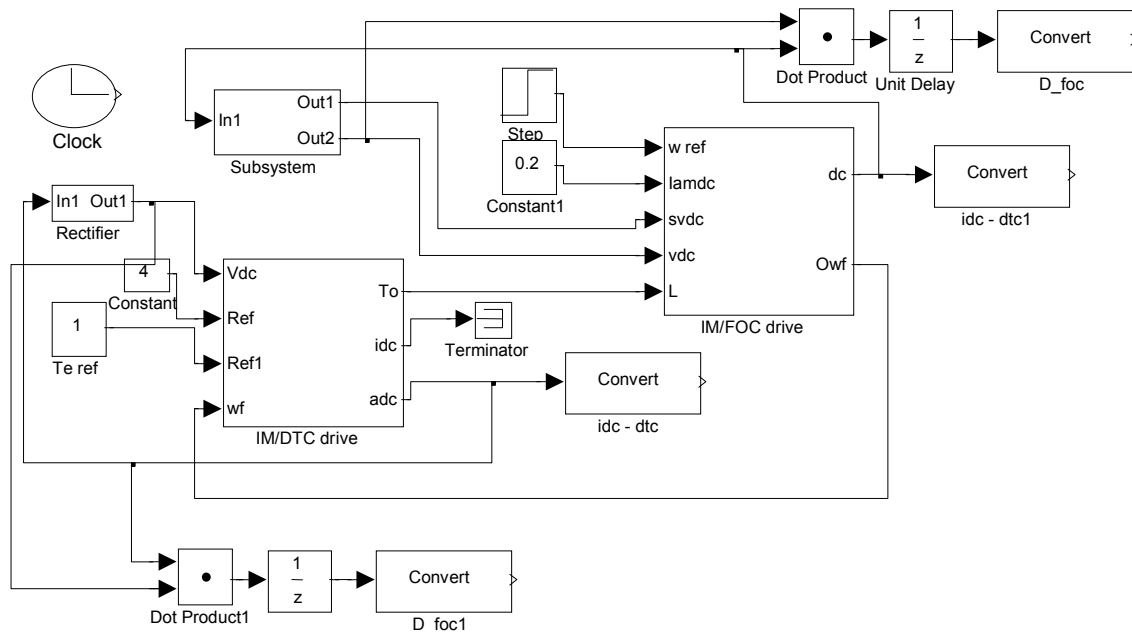 1
z
Convert
Dot Product
Unit Delay
D_foc
Clock
In1
Out1
Out2
Subsystem
Step
0.2
Constant1
w ref
lamdc
svdc
vdc
L
dc
Owf
IM/FOC drive
Convert
idc - dtc1
In1
Out1
Rectifier
4
Constant
1
Te ref
Vdc
Ref
Ref1
wf
To
idc
adc
IM/DTC drive
Terminator
Convert
idc - dtc
Dot Product1
1
z
Convert
D_foc1